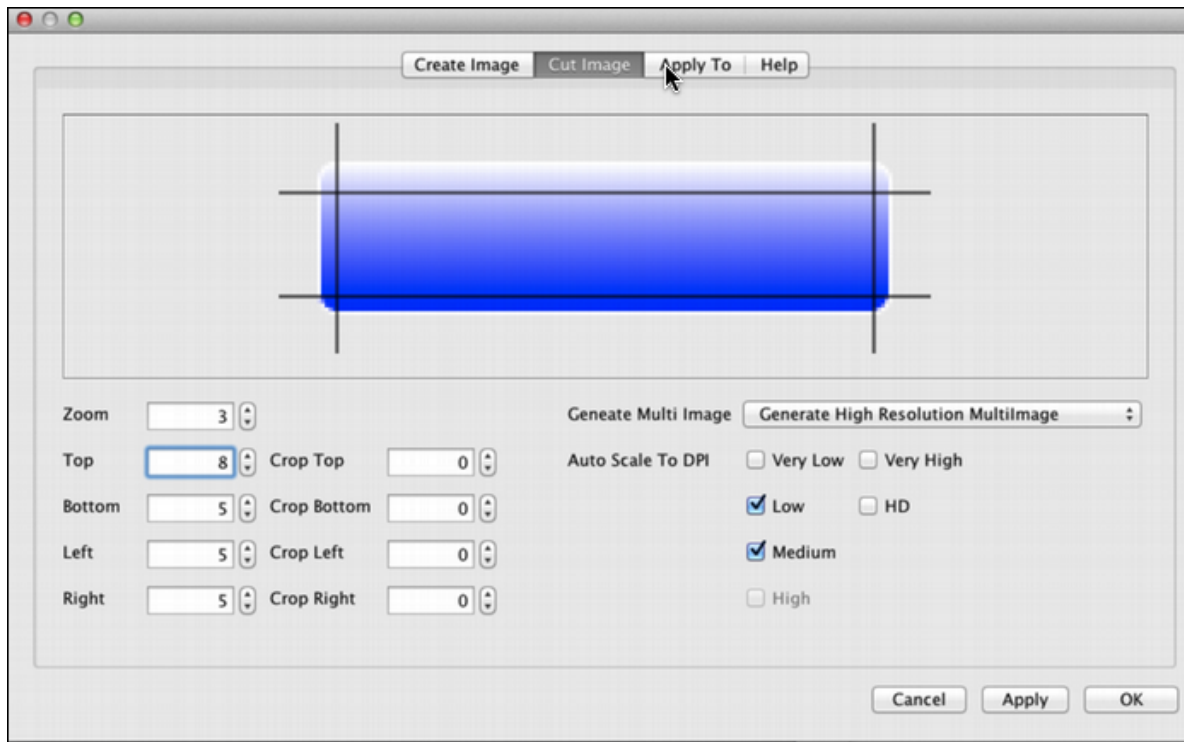 Create Image Cut Image Apply To Help
Zoom 3 Geneate Multi Image Generate High Resolution MultiImage
Top 8 Crop Top 0 Auto Scale To DPI Very Low Very High
Bottom 5 Crop Bottom 0 Low HD
Left 5 Crop Left 0 Medium
Right 5 Crop Right 0 High
Cancel Apply OK